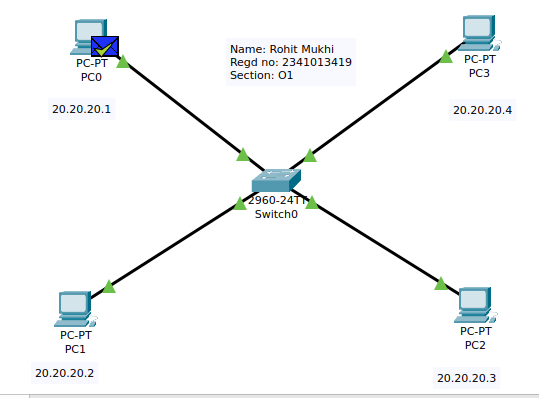 PC-PT
PC0
20.20.20.1
Name: Rohit Mukhi
Regd no: 2341013419
Section: O1
PC-PT
PC3
20.20.20.4
2960-24TT
Switch0
PC-PT
PC1
20.20.20.2
PC-PT
PC2
20.20.20.3